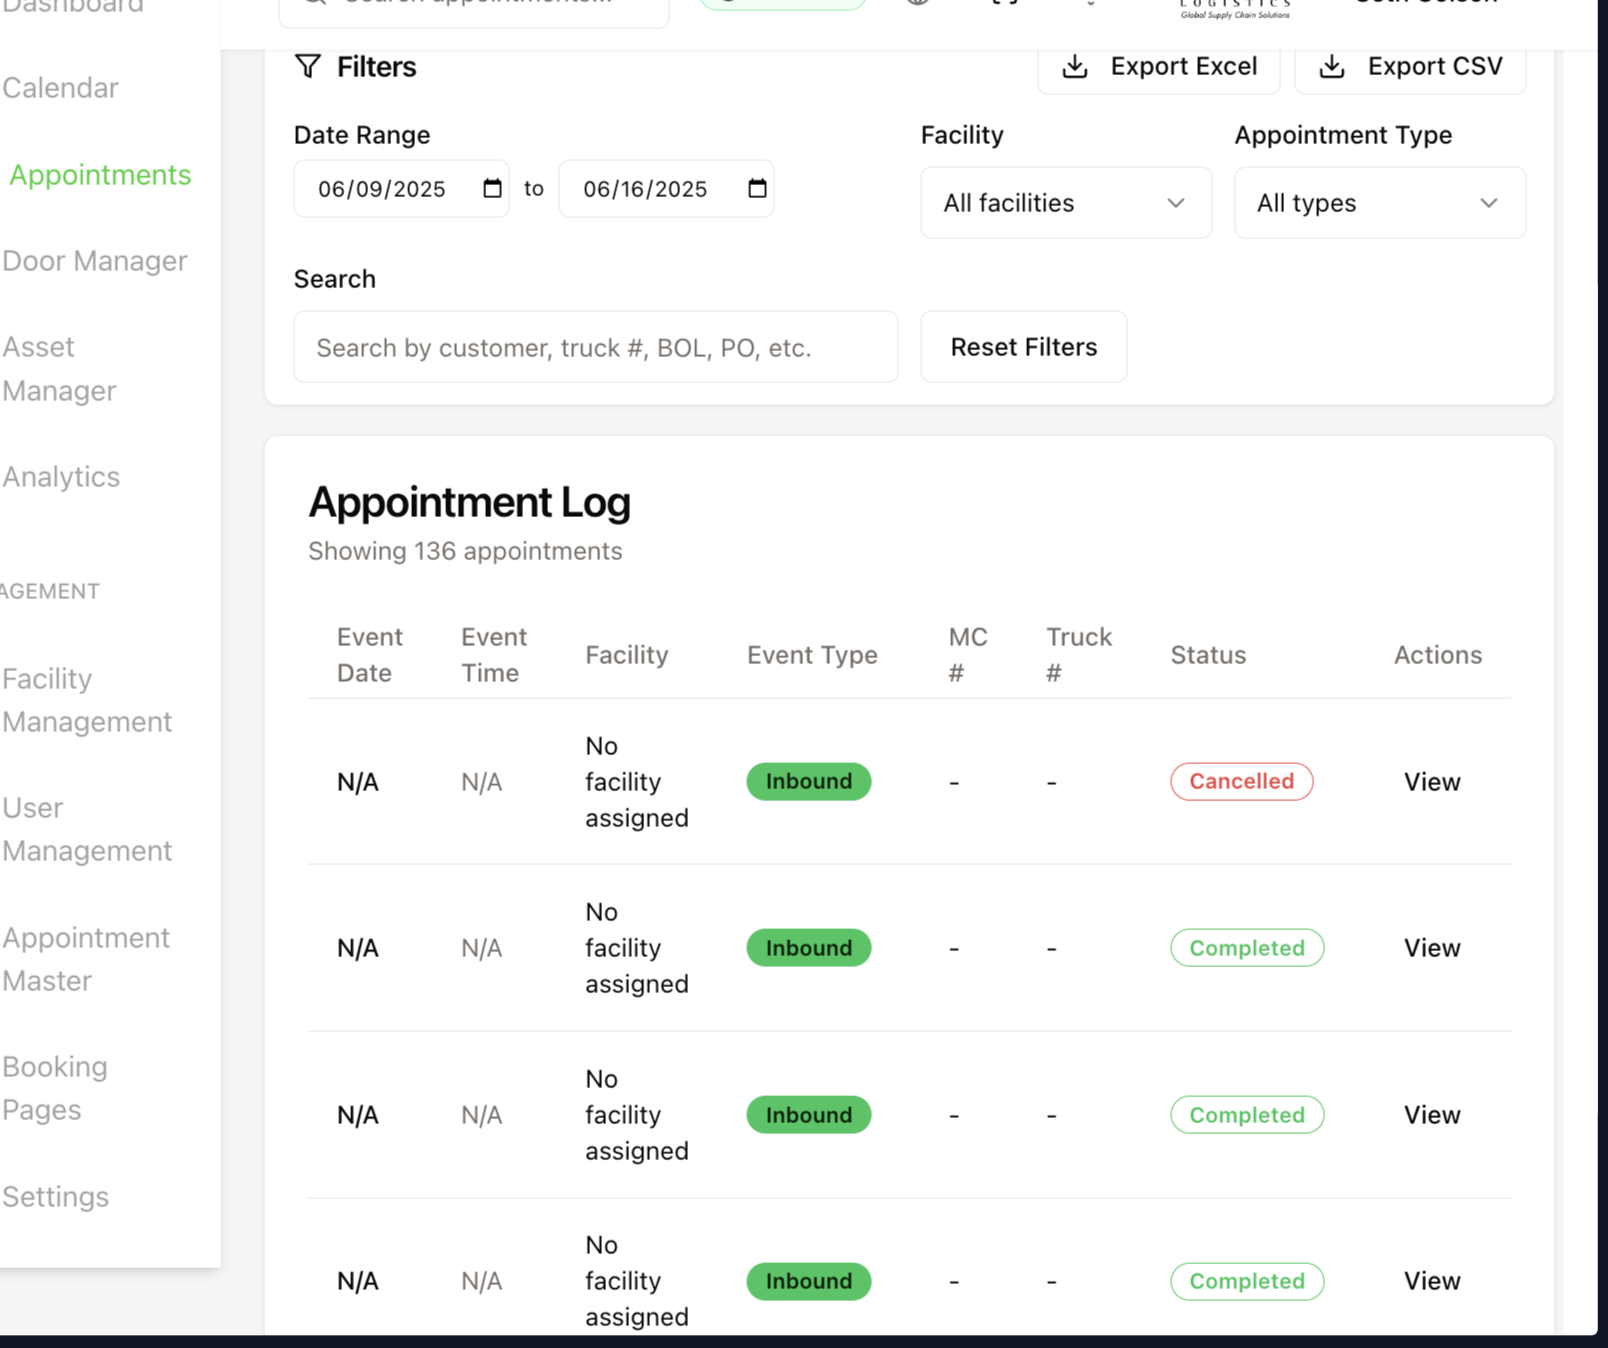 Dashboard
Calendar
Appointments
Door Manager
Asset
Manager
Analytics
AGEMENT
Facility
Management
User
Management
Appointment
Master
Booking
Pages
Settings
Search appointments...
LOGISTICS
Global Supply Chain Solutions
Filters
Export Excel
Export CSV
Date Range
Facility
Appointment Type
06/09/2025
to
06/16/2025
All facilities
All types
Search
Search by customer, truck #, BOL, PO, etc.
Reset Filters
Appointment Log
Showing 136 appointments
Event
Date
Event
Time
Facility
Event Type
MC
#
Truck
#
Status
Actions
N/A
N/A
No
facility
assigned
Inbound
-
-
Cancelled
View
N/A
N/A
No
facility
assigned
Inbound
-
-
Completed
View
N/A
N/A
No
facility
assigned
Inbound
-
-
Completed
View
N/A
N/A
No
facility
assigned
Inbound
-
-
Completed
View